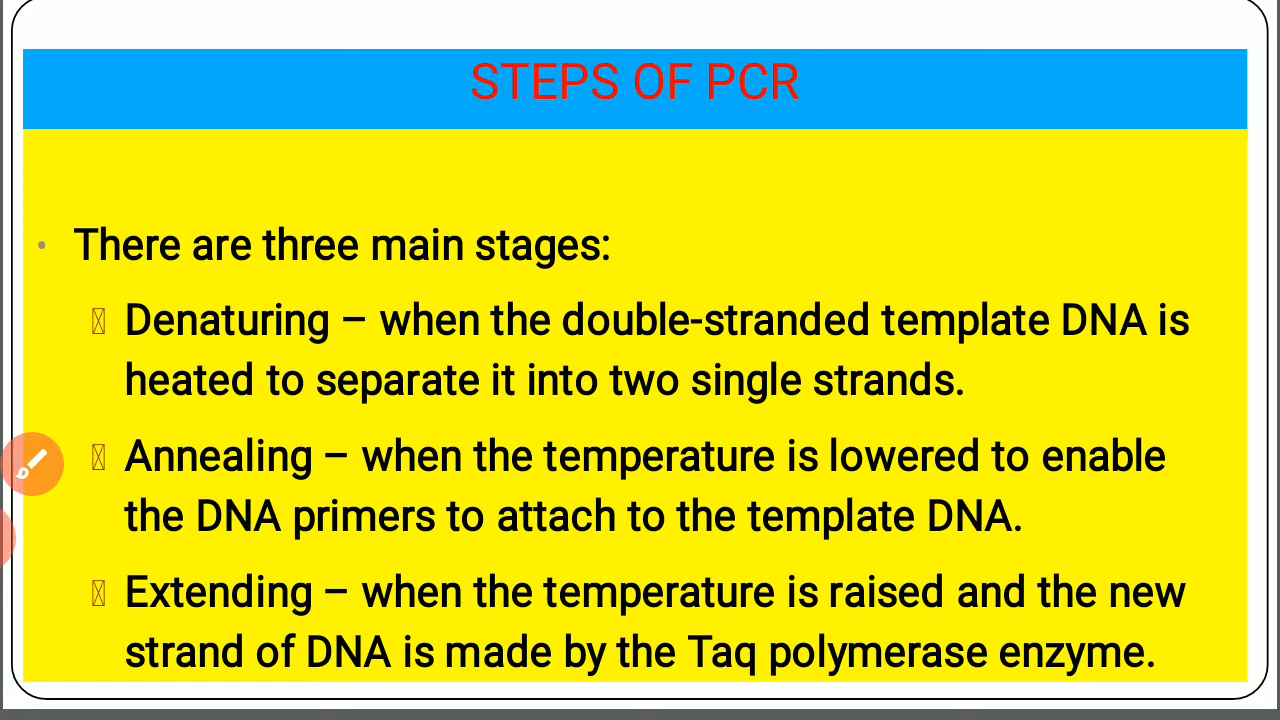 STEPS OF PCR
• There are three main stages:
Denaturing – when the double-stranded template DNA is
heated to separate it into two single strands.
Annealing – when the temperature is lowered to enable
the DNA primers to attach to the template DNA.
Extending – when the temperature is raised and the new
strand of DNA is made by the Taq polymerase enzyme.